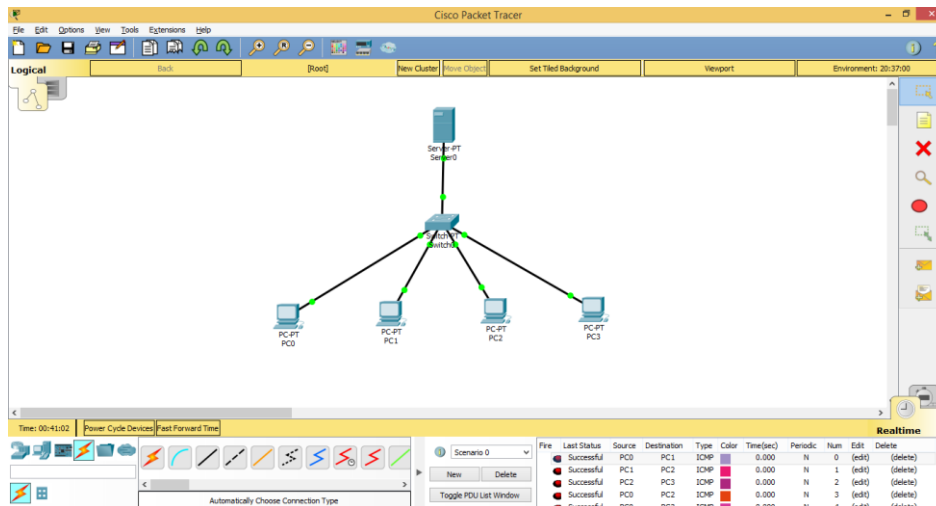 Cisco Packet Tracer
File Edit Options View Tools Extensions Help
Logical Back [Root] New Cluster Move Object Set Tiled Background Viewport Environment: 20:37:00
Server-PT
Server0
Switch-PT
PC-PT
PC0
PC-PT
PC1
PC-PT
PC2
PC-PT
PC3
Time: 00:41:02 Power Cycle Devices Fast Forward Time Realtime
Scenario 0
New Delete
Toggle PDU List Window
Automatically Choose Connection Type
Fire Last Status Source Destination Type Color Time(sec) Periodic Num Edit Delete
Successful PC0 PC1 ICMP 0.000 N 0 (edit) (delete)
Successful PC1 PC2 ICMP 0.000 N 1 (edit) (delete)
Successful PC2 PC3 ICMP 0.000 N 2 (edit) (delete)
Successful PC0 PC2 ICMP 0.000 N 3 (edit) (delete)